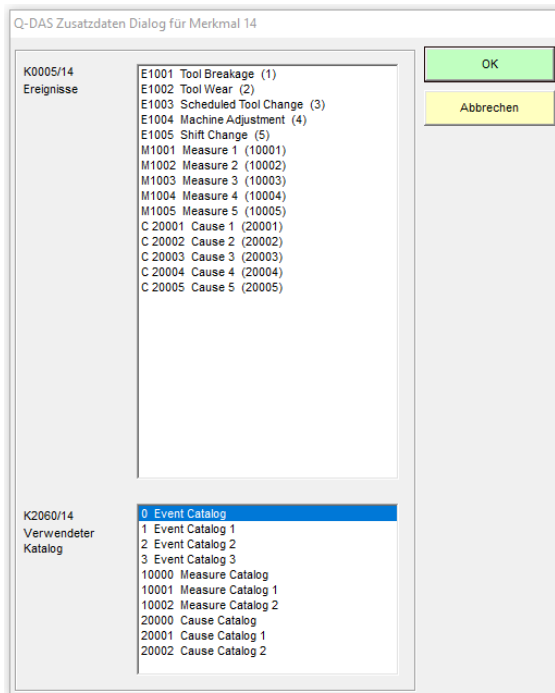 Q-DAS Zusatzdaten Dialog für Merkmal 14
K0005/14
Ereignisse
E1001 Tool Breakage (1)
E1002 Tool Wear (2)
E1003 Scheduled Tool Change (3)
E1004 Machine Adjustment (4)
E1005 Shift Change (5)
M1001 Measure 1 (10001)
M1002 Measure 2 (10002)
M1003 Measure 3 (10003)
M1004 Measure 4 (10004)
M1005 Measure 5 (10005)
C 20001 Cause 1 (20001)
C 20002 Cause 2 (20002)
C 20003 Cause 3 (20003)
C 20004 Cause 4 (20004)
C 20005 Cause 5 (20005)
OK
Abbrechen
K2060/14
Verwendeter
Katalog
0 Event Catalog
1 Event Catalog 1
2 Event Catalog 2
3 Event Catalog 3
10000 Measure Catalog
10001 Measure Catalog 1
10002 Measure Catalog 2
20000 Cause Catalog
20001 Cause Catalog 1
20002 Cause Catalog 2